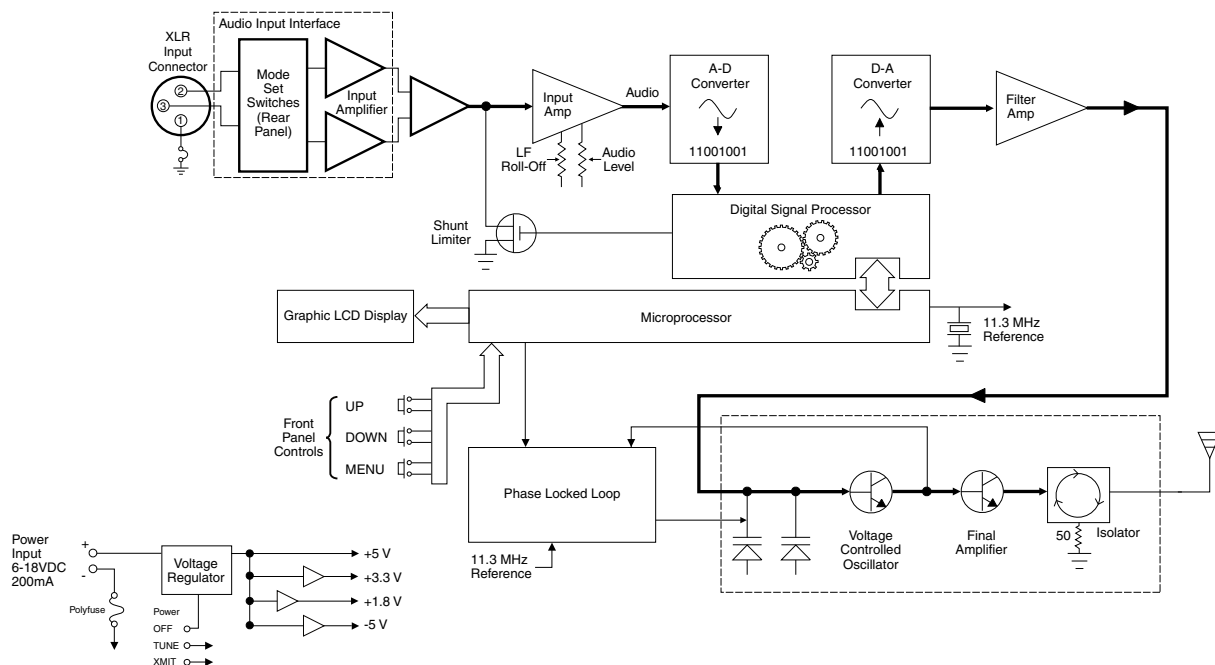 Audio Input Interface
XLR
Input
Connector
2
3
1
Mode
Set
Switches
(Rear
Panel)
Input
Amplifier
Input
Amp
LF
Roll-Off
Audio
Level
Audio
A-D
Converter
11001001
D-A
Converter
11001001
Filter
Amp
Shunt
Limiter
Digital Signal Processor
Graphic LCD Display
Microprocessor
11.3 MHz
Reference
Front
Panel
Controls
UP
DOWN
MENU
Phase Locked Loop
11.3 MHz
Reference
Voltage
Controlled
Oscillator
Final
Amplifier
50
Isolator
Power
Input
6-18VDC
200mA
+
-
Polyfuse
Voltage
Regulator
Power
OFF
TUNE
XMIT
+5 V
+3.3 V
+1.8 V
-5 V